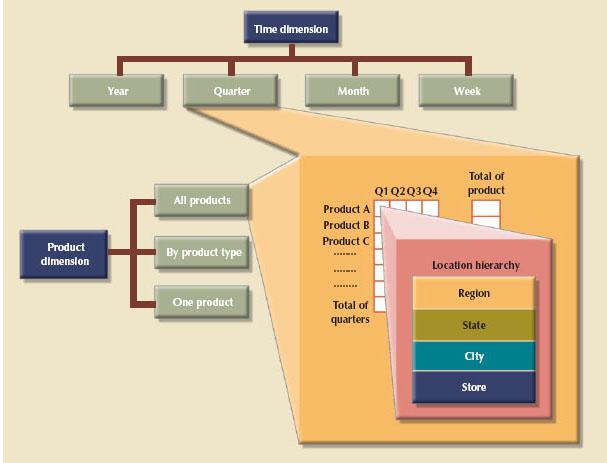 Time dimension
Year
Quarter
Month
Week
All products
By product type
One product
Product
dimension
Q1 Q2 Q3 Q4
Total of
product
Product A
Product B
Product C
........
........
........
Total of
quarters
Location hierarchy
Region
State
City
Store